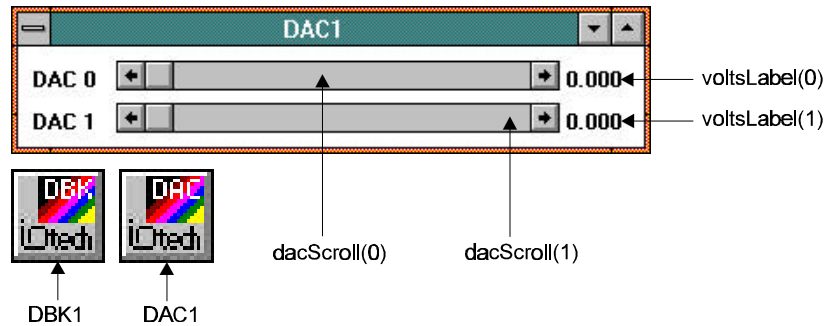 DAC1
DAC 0 0.000 voltsLabel(0)
DAC 1 0.000 voltsLabel(1)
DBK DAC
iOtech iOtech
dacScroll(0) dacScroll(1)
DBK1 DAC1